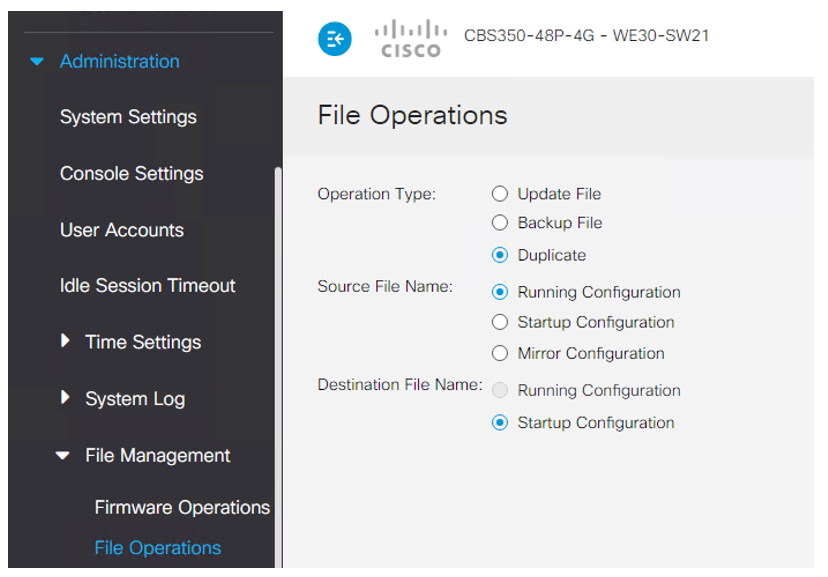 Administration
System Settings
Console Settings
User Accounts
Idle Session Timeout
Time Settings
System Log
File Management
Firmware Operations
File Operations
CISCO
CBS350-48P-4G - WE30-SW21
File Operations
Operation Type:
Update File
Backup File
Duplicate
Source File Name:
Running Configuration
Startup Configuration
Mirror Configuration
Destination File Name:
Running Configuration
Startup Configuration